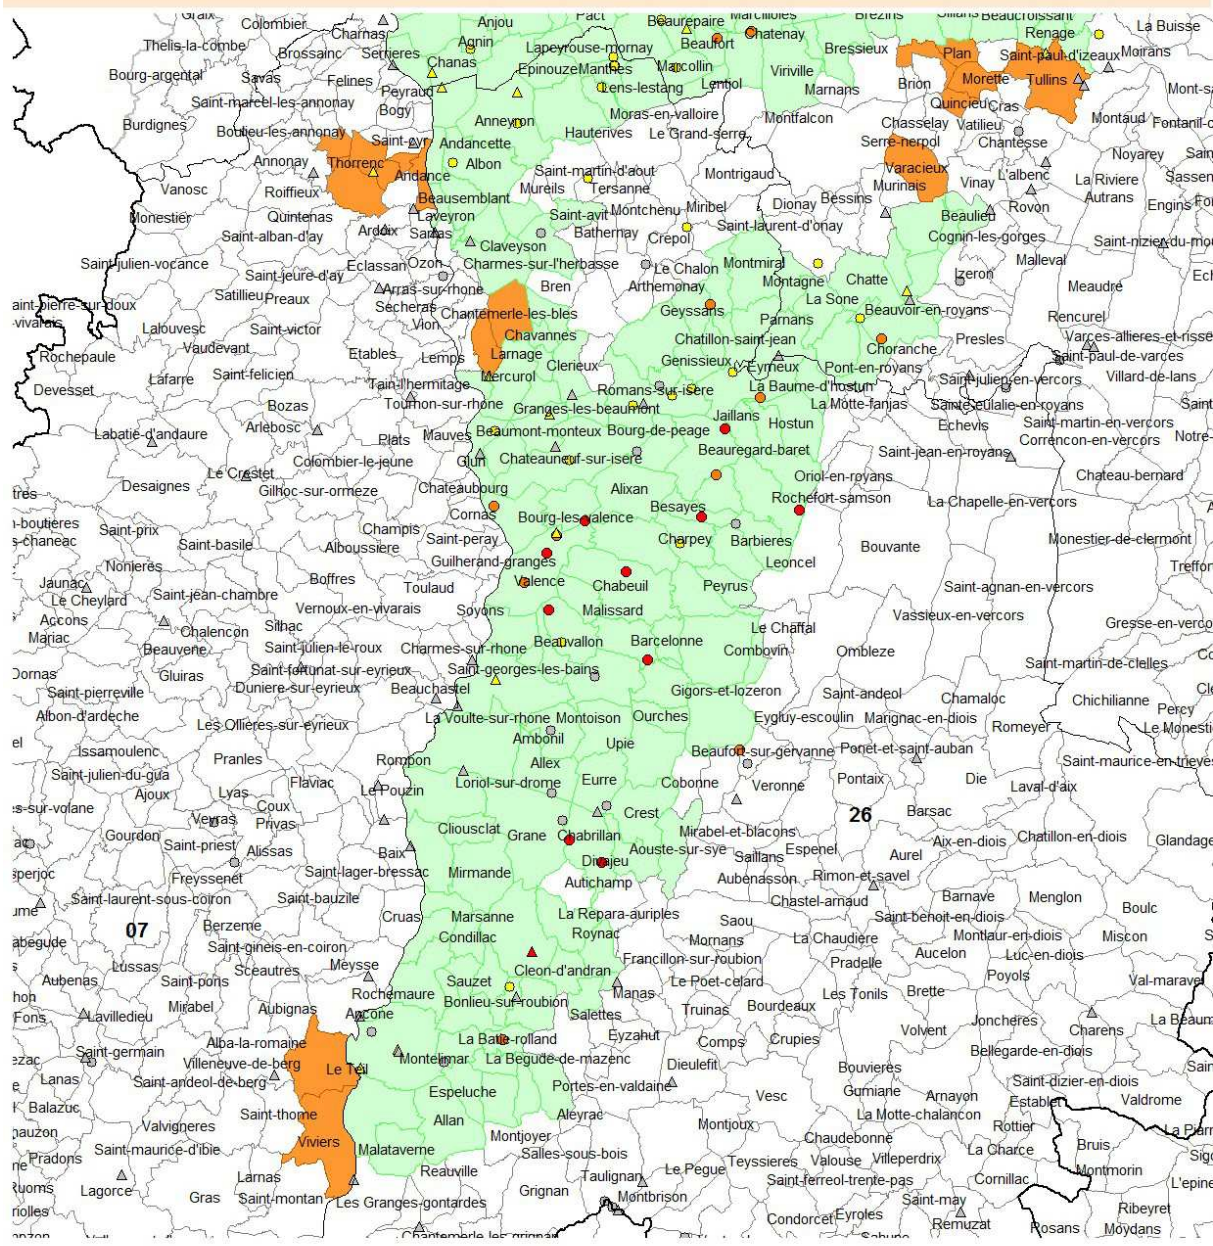 Colombier
Charnas
Anjou
Pact
Beaurepaire
Marcilloles
Brezins
Beaucroissant
La Buisse
Thelis-la-combe
Brossainc
Serrieres
Agnin
Lapeyrouse-mornay
Beaufort
Chatenay
Bressieux
Plan
Renage
Saint-paul-d'izeaux
Moirans
Bourg-argental
Savas
Felines
Chanas
Epinouze
Manthes
Marcollin
Viriville
Brion
Morette
Tullins
Saint-marcel-les-annonay
Peyraud
Bogy
Lens-lestang
Lentiol
Marnans
Quincieu
Cras
Burdignes
Boulieu-les-annonay
Saint-cyr
Anneyron
Moras-en-valloire
Hauterives
Le Grand-serre
Montfalcon
Chasselay
Vatilieu
Montaud
Serre-nerpol
Chantesse
Annonay
Thorrenc
Andance
Andancette
Albon
Saint-martin-d'aout
Montrigaud
Varacieux
L'albenc
Noyarey
Vanosc
Roiffieux
Beausemblant
Mureils
Tersanne
Dionay
Bessins
Murinais
Vinay
Rovon
La Riviere
Autrans
Monestier
Quintenas
Ardoix
Sarras
Laveyron
Saint-avit
Montchenu
Miribel
Beaulieu
Engins
Saint-alban-d'ay
Claveyson
Bathernay
Crepol
Saint-laurent-d'onay
Cognin-les-gorges
Saint-julien-vocance
Eclassan
Ozon
Charmes-sur-l'herbasse
Le Chalon
Montmiral
Izeron
Malleval
Saint-jeure-d'ay
Arras-sur-rhone
Bren
Arthemonay
Montagne
Chatte
Meaudre
Satillieu
Preaux
Secheras
Vion
Chantemerle-les-bles
Geyssans
Parnans
La Sone
Beauvoir-en-royans
Rencurel
Lalouvesc
Saint-victor
Chavannes
Chatillon-saint-jean
Choranche
Presles
Rochepaule
Vaudevant
Etables
Lemps
Larnage
Clerieux
Genissieux
Eymeux
Pont-en-royans
Saint-paul-de-varces
Devesset
Lafarre
Saint-felicien
Tain-l'hermitage
Mercurol
Romans-sur-isere
La Baume-d'hostun
Saint-julien-en-vercors
Villard-de-lans
Bozas
Tournon-sur-rhone
Granges-les-beaumont
La Motte-fanjas
Sainte-eulalie-en-royans
Arlebosc
Jaillans
Hostun
Echevis
Saint-martin-en-vercors
Labatie-d'andaure
Plats
Mauves
Beaumont-monteux
Bourg-de-peage
Correncon-en-vercors
Colombier-le-jeune
Glun
Chateauneuf-sur-isere
Beauregard-baret
Saint-jean-en-royans
Le Crestet
Chateaubourg
Alixan
Oriol-en-royans
Chateau-bernard
Desaignes
Gilhoc-sur-ormeze
Cornas
Besayes
Rochefort-samson
La Chapelle-en-vercors
Saint-prix
Champis
Saint-peray
Bourg-les-valence
Charpey
Barbieres
Monestier-de-clermont
Saint-basile
Alboussiere
Guilherand-granges
Bouvante
Nonieres
Boffres
Toulaud
Valence
Chabeuil
Peyrus
Leoncel
Jaunac
Le Cheylard
Saint-jean-chambre
Vernoux-en-vivarais
Soyons
Malissard
Saint-agnan-en-vercors
Accons
Mariac
Chalencon
Silhac
Le Chaffal
Vassieux-en-vercors
Beauvene
Saint-julien-le-roux
Charmes-sur-rhone
Beauvallon
Barcelonne
Combovin
Ombleze
Gluiras
Saint-fortunat-sur-eyrieux
Saint-georges-les-bains
Saint-martin-de-clelles
Saint-pierreville
Duniere-sur-eyrieux
Beauchastel
Gigors-et-lozeron
Saint-andeol
Chamaloc
Chichilianne
Albon-d'ardeche
Les Ollières-sur-eyrieux
La Voulte-sur-rhone
Montoison
Ourches
Eygluy-escoulin
Marignac-en-diois
Romeyer
Percy
Issamoulenc
Pranles
Rompon
Ambonil
Upie
Beaufort-sur-gervanne
Ponet-et-saint-auban
Saint-maurice-en-trieves
Saint-julien-du-gua
Flaviac
Le Pouzin
Allex
Loriol-sur-drome
Eurre
Cobonne
Veronne
Pontaix
Die
Laval-d'aix
Ajoux
Lyas
Coux
Veyras
Privas
Crest
26
Barsac
Gourdon
Saint-priest
Alissas
Baix
Cliousclat
Grane
Chabrillan
Mirabel-et-blacons
Aouste-sur-sye
Espenel
Saillans
Aix-en-diois
Chatillon-en-diois
Freyssenet
Saint-lager-bressac
Mirmande
Divajeu
Aubenasson
Rimon-et-savel
Aurel
Autichamp
Chastel-arnaud
Barnave
Menglon
Saint-laurent-sous-coiron
Saint-bauzile
Cruas
Marsanne
La Repara-auriples
Saou
Saint-benoit-en-diois
Boulc
07
Berzeme
Saint-gineis-en-coiron
Condillac
Roynac
Mornans
La Chaudiere
Montlaur-en-diois
Miscon
Lussas
Sceautres
Meysse
Cleon-d'andran
Francillon-sur-roubion
Pradelle
Aucelon
Luc-en-diois
Aubenas
Saint-pons
Sauzet
Le Poet-celard
Poyols
Val-maravel
Mirabel
Aubignas
Rochemaure
Bonlieu-sur-roubion
Manas
Bourdeaux
Les Tonils
Brette
Lavilledieu
Ancone
Salettes
Truinas
Joncheres
Charens
Saint-germain
Alba-la-romaine
La Batie-rolland
Eyzahut
Comps
Crupies
Volvent
Bellegarde-en-diois
Villeneuve-de-berg
Le Teil
Montelimar
La Begude-de-mazenc
Dieulefit
Bouvieres
Lanas
Saint-andeol-de-berg
Espeluche
Portes-en-valdaine
Vesc
Gumiane
Arnayon
Saint-dizier-en-diois
Balazuc
Saint-thome
Allan
Aleyrac
La Motte-chalancon
Establet
Valdrome
Valvigneres
Viviers
Montjoyer
Montjoux
Chaudebonne
Rottier
Pradons
Saint-maurice-d'ibie
Malataverne
Salles-sous-bois
Teyssieres
Valouse
Villeperdrix
La Charce
Bruis
Larnas
Reauville
Taulignan
Le Pegue
Saint-ferreol-trente-pas
Cornillac
Montmorin
Lagorce
Gras
Saint-montan
Les Granges-gontardes
Grignan
Montbrison
Condorcet
Eyroles
Saint-may
Remuzat
Rosans
Ribeyret
Moydans